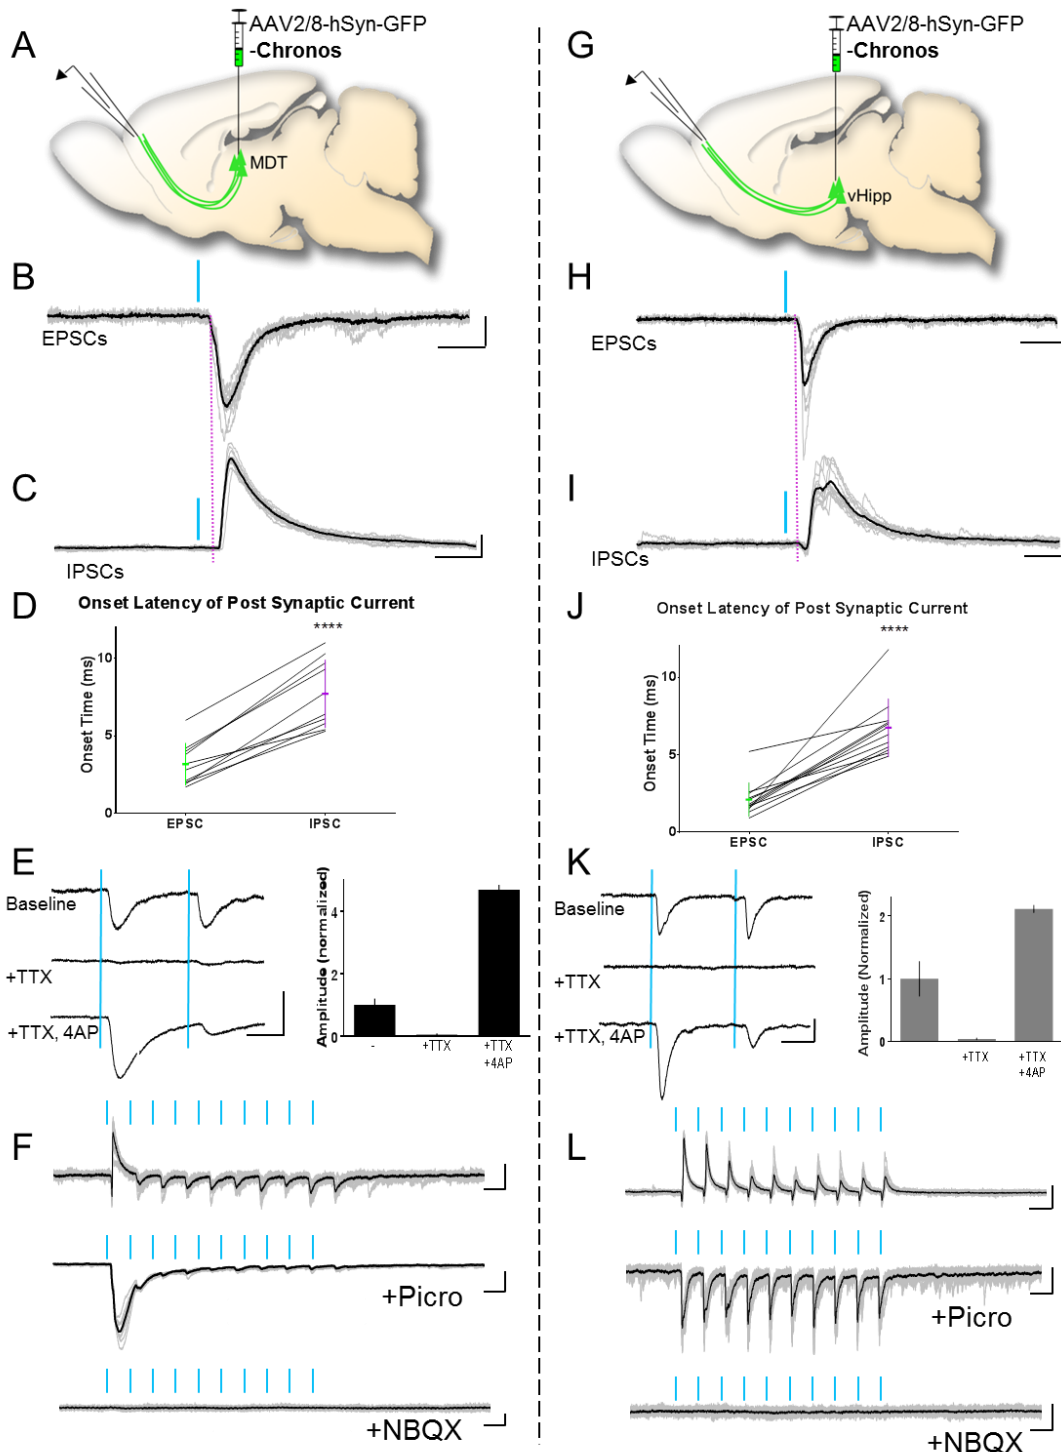 A
AAV2/8-hSyn-GFP
-Chronos
MDT
B
EPSCs
C
IPSCs
D
Onset Latency of Post Synaptic Current
****
Onset Time (ms)
10
5
0
EPSC
IPSC
E
Baseline
+TTX
+TTX, 4AP
Amplitude (normalized)
4
2
0
-
+TTX
+TTX
+4AP
F
+Picro
+NBQX
G
AAV2/8-hSyn-GFP
-Chronos
vHipp
H
EPSCs
I
IPSCs
J
Onset Latency of Post Synaptic Current
****
Onset Time (ms)
10
5
0
EPSC
IPSC
K
Baseline
+TTX
+TTX, 4AP
Amplitude (Normalized)
2
1
0
+TTX
+TTX
+4AP
L
+Picro
+NBQX